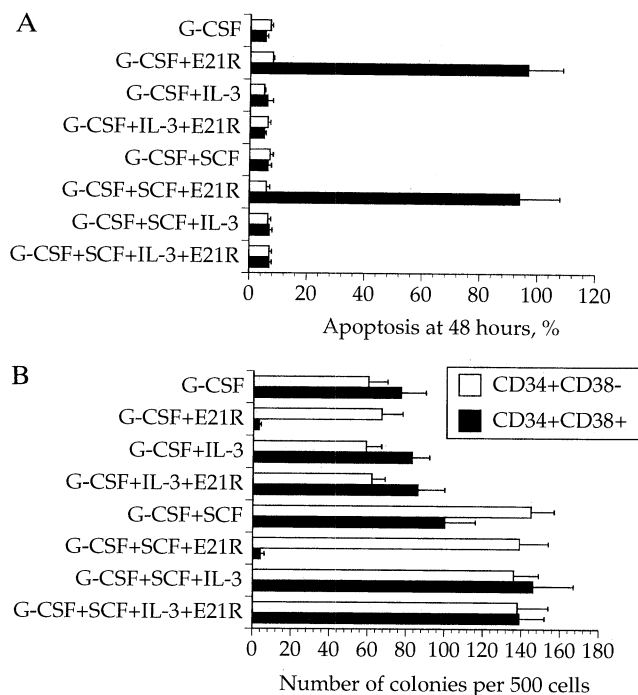 A
G-CSF
G-CSF+E21R
G-CSF+IL-3
G-CSF+IL-3+E21R
G-CSF+SCF
G-CSF+SCF+E21R
G-CSF+SCF+IL-3
G-CSF+SCF+IL-3+E21R
0 20 40 60 80 100 120
Apoptosis at 48 hours, %
B
CD34+CD38-
CD34+CD38+
G-CSF
G-CSF+E21R
G-CSF+IL-3
G-CSF+IL-3+E21R
G-CSF+SCF
G-CSF+SCF+E21R
G-CSF+SCF+IL-3
G-CSF+SCF+IL-3+E21R
0 20 40 60 80 100 120 140 160 180
Number of colonies per 500 cells